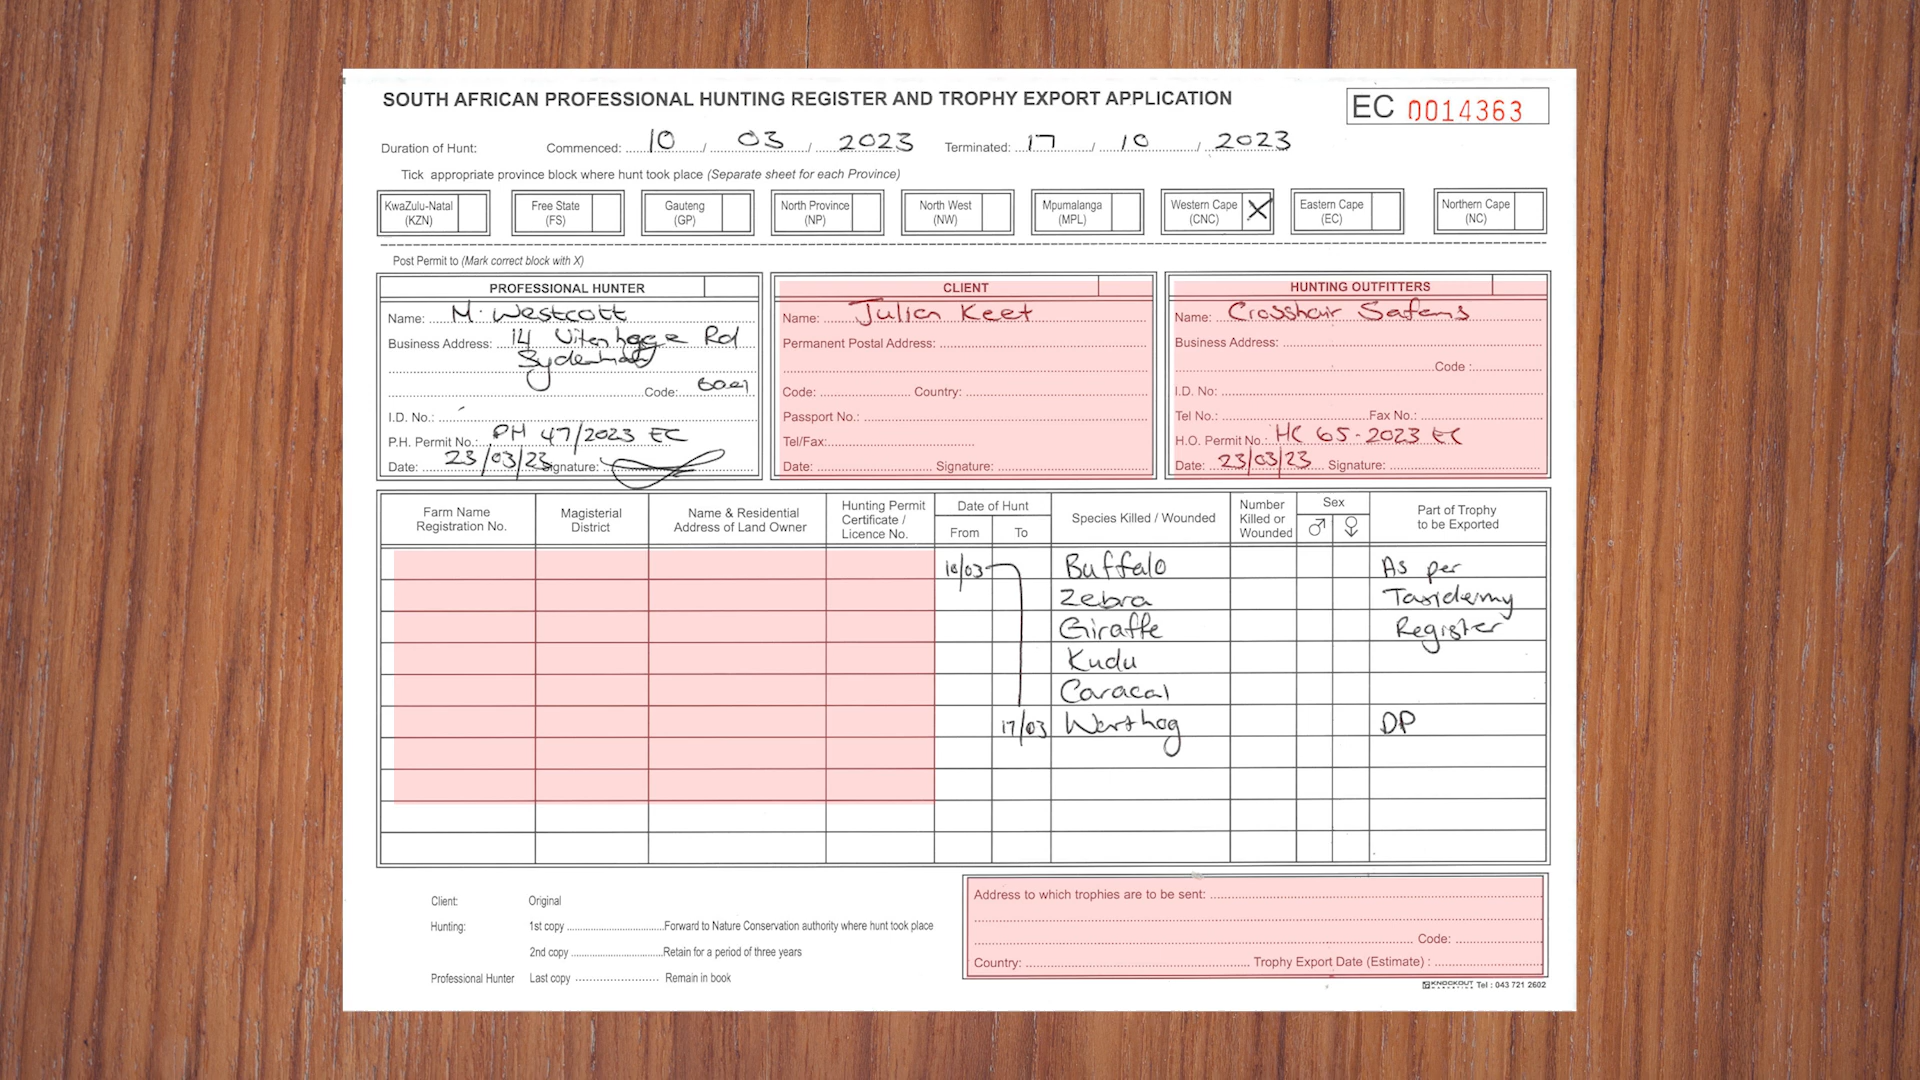 SOUTH AFRICAN PROFESSIONAL HUNTING REGISTER AND TROPHY EXPORT APPLICATION
EC 0014363
Duration of Hunt: Commenced: 10 / 03 / 2023 Terminated: 17 / 10 / 2023
Tick appropriate province block where hunt took place (Separate sheet for each Province)
KwaZulu-Natal (KZN)
Free State (FS)
Gauteng (GP)
North Province (NP)
North West (NW)
Mpumalanga (MPL)
Western Cape (CNC) X
Eastern Cape (EC)
Northern Cape (NC)
Post Permit to (Mark correct block with X)
PROFESSIONAL HUNTER
Name: M. Westcott
Business Address: 14 Uitenhage Rd
Sydenham
Code:
I.D. No.:
P.H. Permit No.: PH 47/2023 EC
Date: 23/03/23 Signature:
CLIENT
Name: Julian Keet
Permanent Postal Address:
Code: Country:
Passport No.:
Tel/Fax:
Date: Signature:
HUNTING OUTFITTERS
Name: Crosshair Safaris
Business Address:
Code :
I.D. No:
Tel No.: Fax No.:
H.O. Permit No.: HC 65-2023 EC
Date: 23/03/23 Signature:
Farm Name Registration No.
Magisterial District
Name & Residential Address of Land Owner
Hunting Permit Certificate / Licence No.
Date of Hunt
From To
Species Killed / Wounded
Number Killed or Wounded
Sex
♂ ♀
Part of Trophy to be Exported
10/03 Buffalo As per
Zebra Taxidermy
Giraffe Register
Kudu
Caracal
17/03 Warthog DP
Client: Original
Hunting: 1st copy Forward to Nature Conservation authority where hunt took place
2nd copy Retain for a period of three years
Professional Hunter Last copy Remain in book
Address to which trophies are to be sent:
Code:
Country: Trophy Export Date (Estimate) :
KNOCKOUT Tel : 043 721 2602